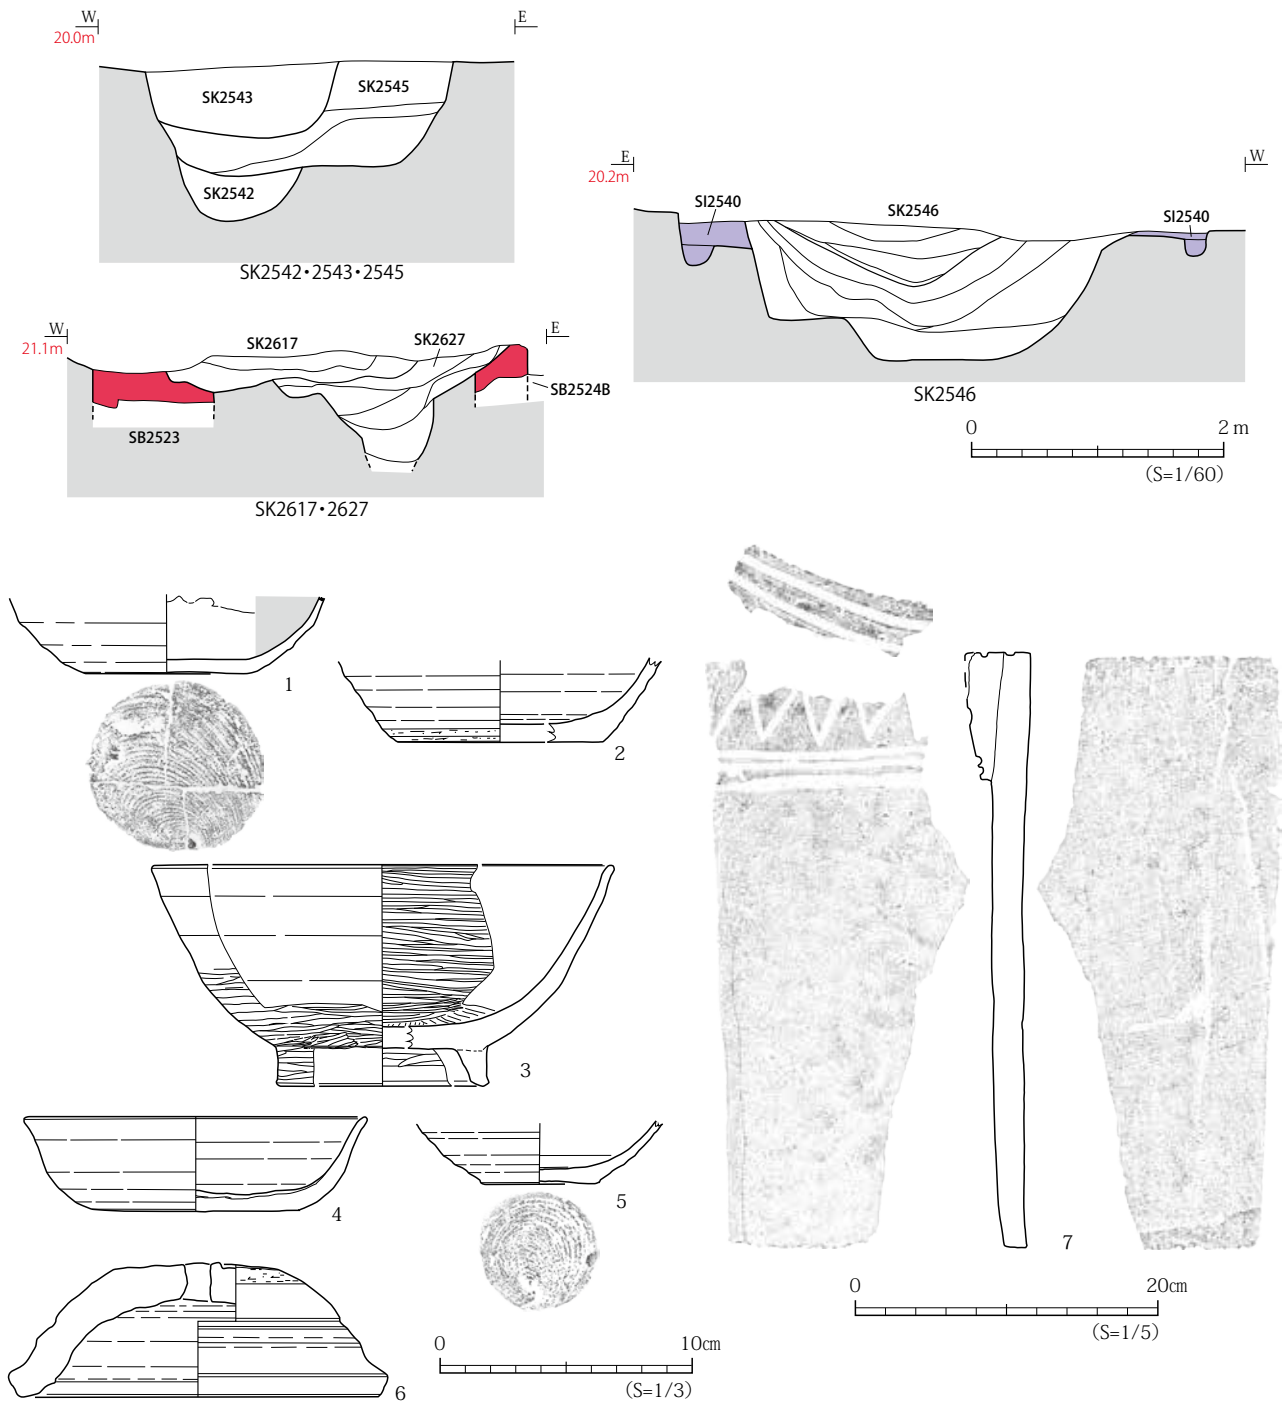 W
E
20.0m
SK2543
SK2545
SK2542
SK2542・2543・2545
E
W
20.2m
SI2540
SK2546
SI2540
SK2546
W
E
21.1m
SK2617
SK2627
SB2524B
SB2523
SK2617・2627
0
2 m
(S=1/60)
1
2
3
4
5
6
7
0
10㎝
(S=1/3)
0
20㎝
(S=1/5)